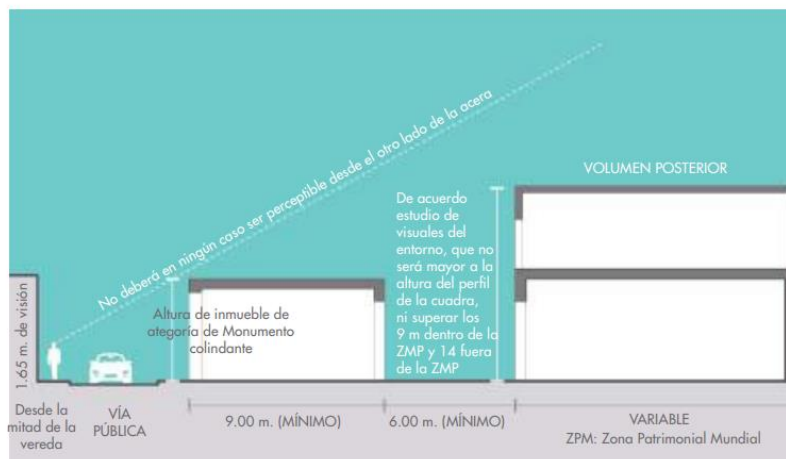 No deberá en ningún caso ser perceptible desde el otro lado de la acera
VOLUMEN POSTERIOR
De acuerdo
estudio de
visuales del
entorno, que no
será mayor a la
altura del perfil
de la cuadra,
ni superar los
9 m dentro de la
ZMP y 14 fuera
de la ZMP
Altura de inmueble de
ategoría de Monumento
colindante
1.65 m. de visión
Desde la
mitad de la
vereda
VÍA
PÚBLICA
9.00 m. (MÍNIMO)
6.00 m. (MÍNIMO)
VARIABLE
ZPM: Zona Patrimonial Mundial